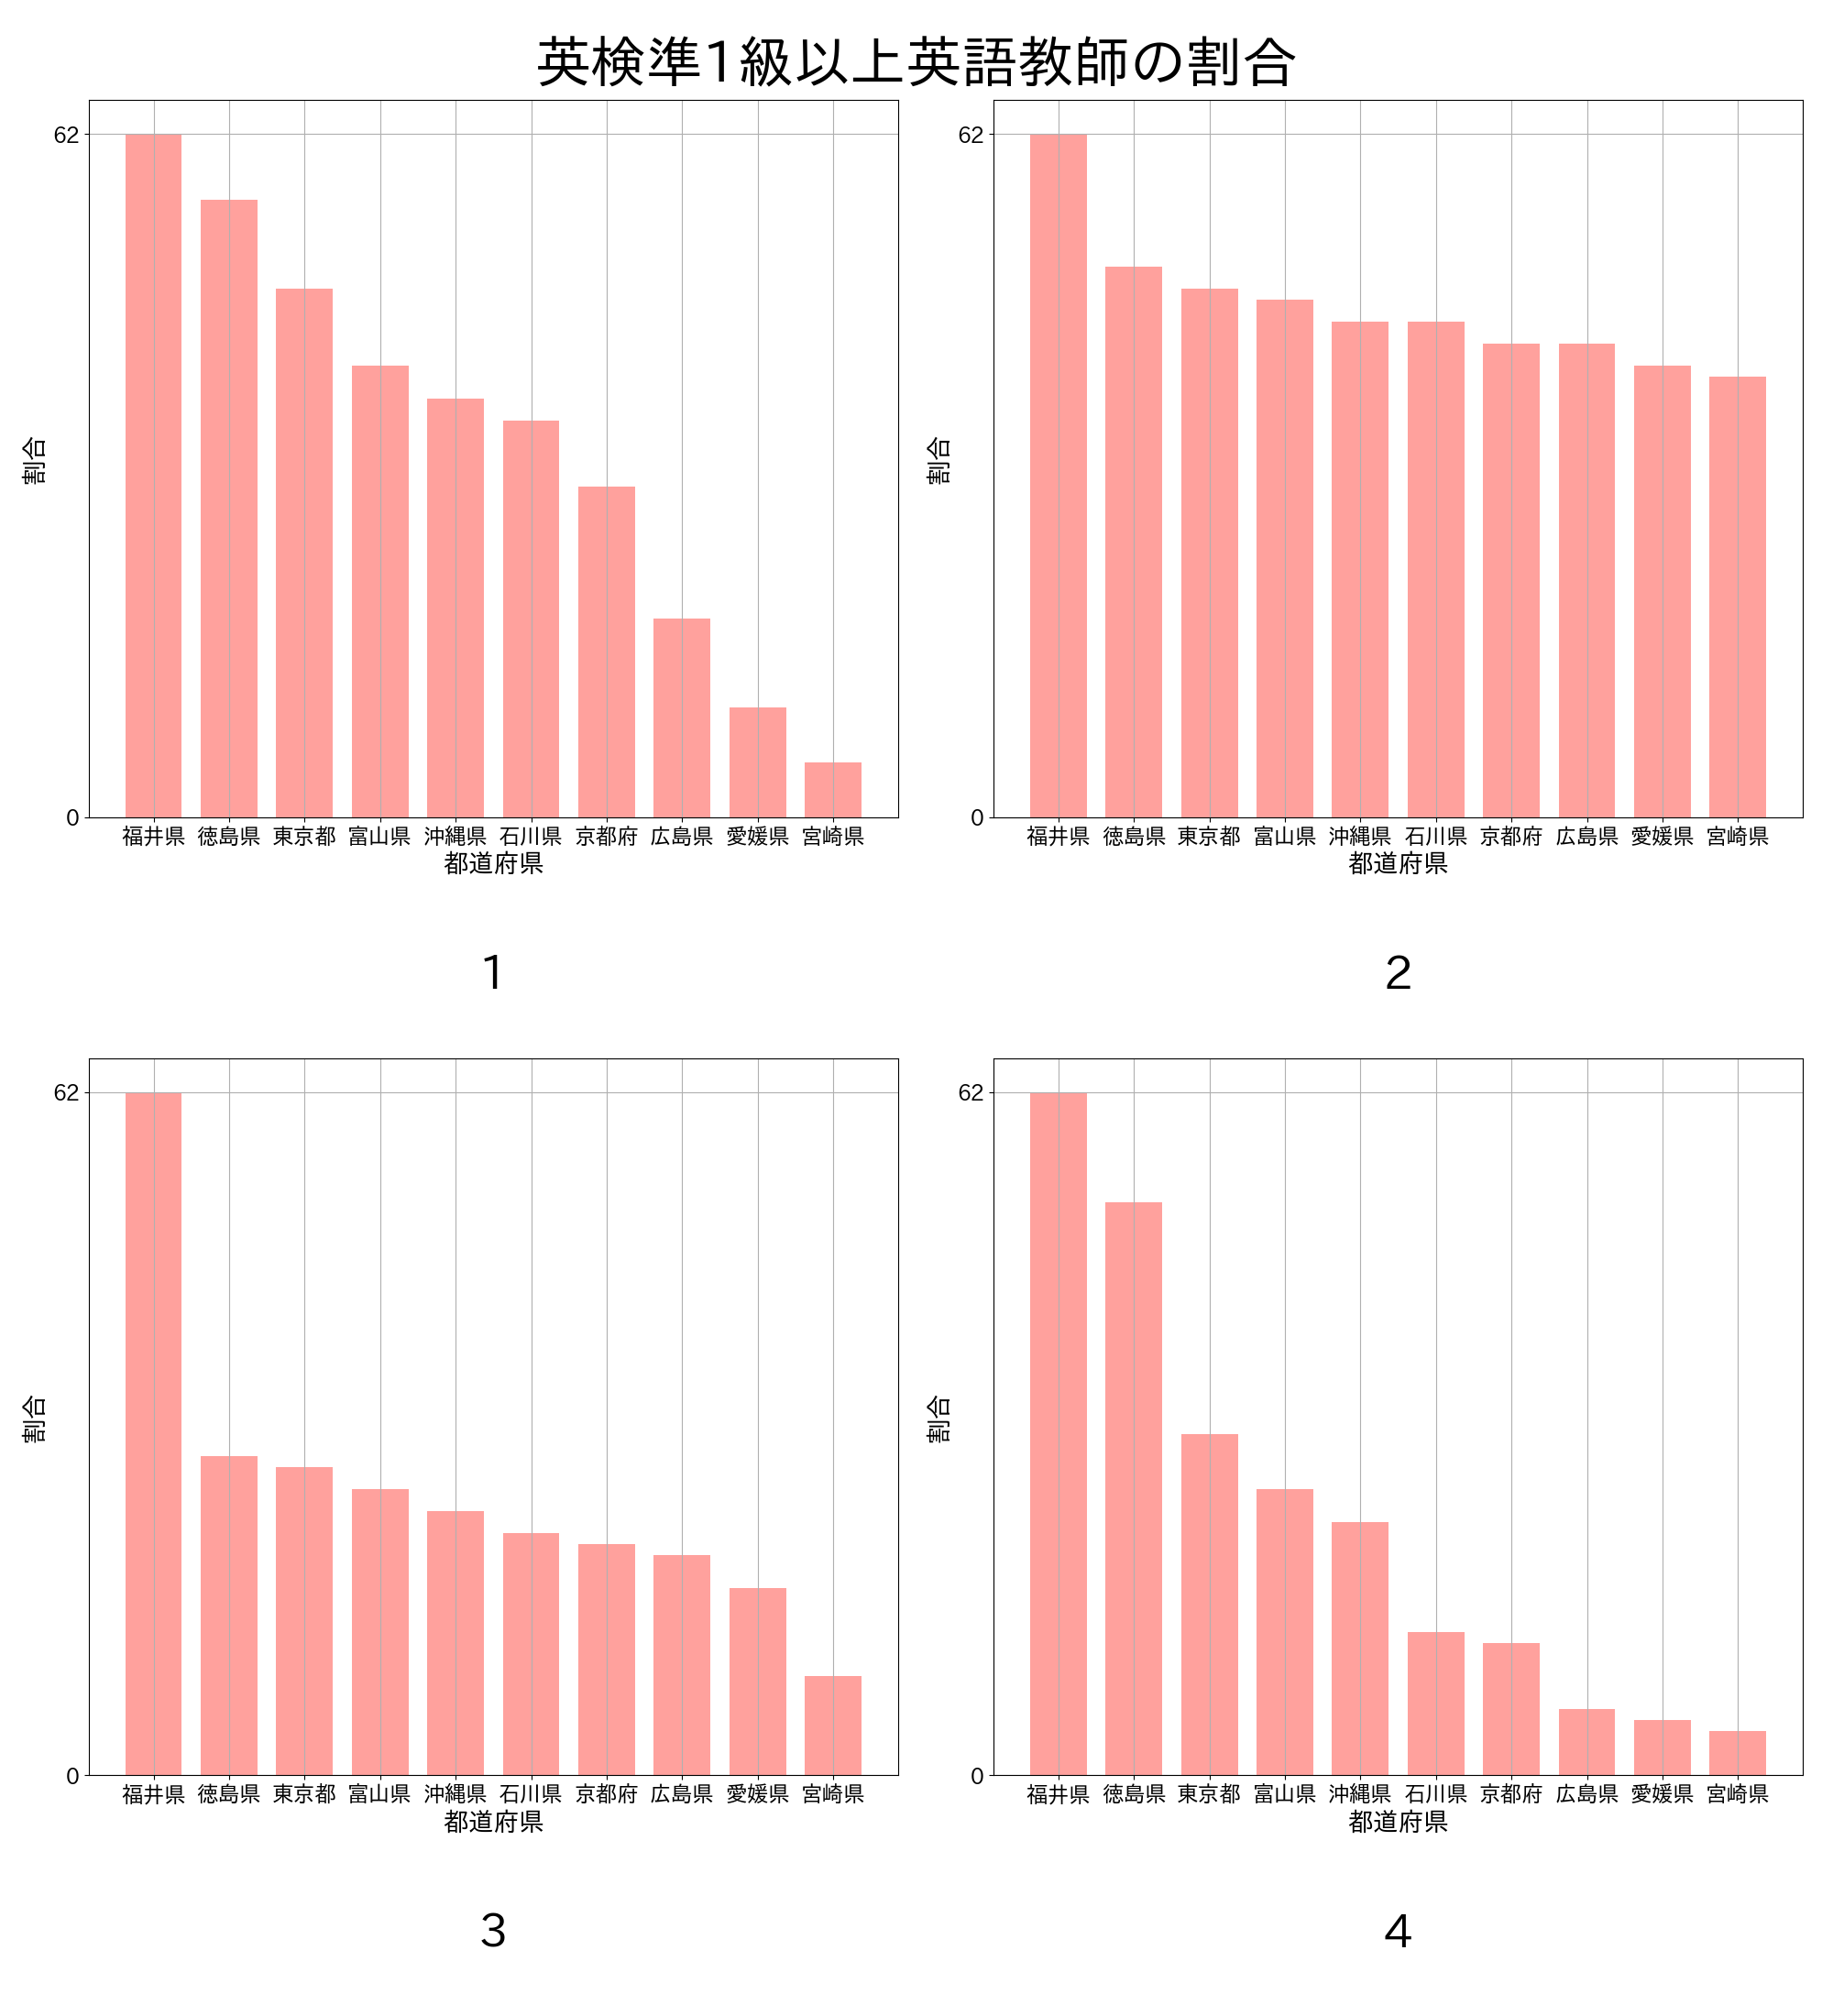 英検準1級以上英語教師の割合
62
0
割合
福井県 徳島県 東京都 富山県 沖縄県 石川県 京都府 広島県 愛媛県 宮崎県
都道府県
1
62
0
割合
福井県 徳島県 東京都 富山県 沖縄県 石川県 京都府 広島県 愛媛県 宮崎県
都道府県
2
62
0
割合
福井県 徳島県 東京都 富山県 沖縄県 石川県 京都府 広島県 愛媛県 宮崎県
都道府県
3
62
0
割合
福井県 徳島県 東京都 富山県 沖縄県 石川県 京都府 広島県 愛媛県 宮崎県
都道府県
4